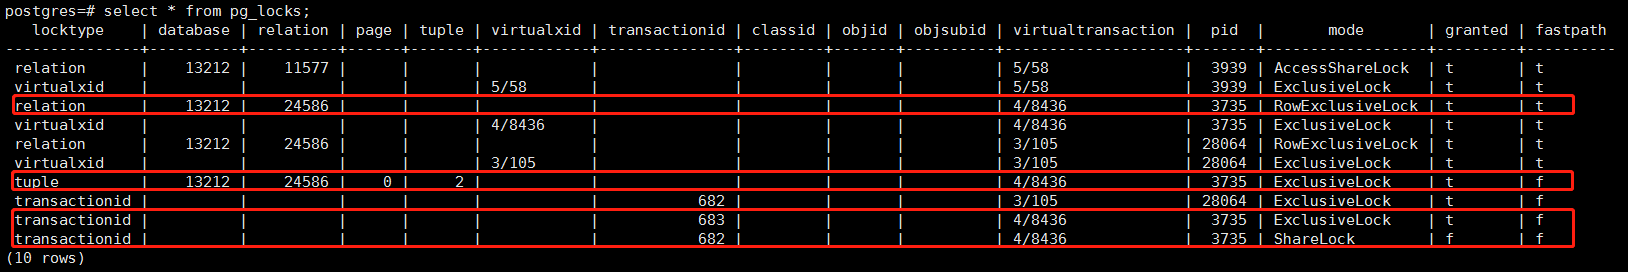 postgres=# select * from pg_locks;
   locktype    | database | relation | page | tuple | virtualxid | transactionid | classid | objid | objsubid | virtualtransaction |  pid  |       mode       | granted | fastpath
---------------+----------+----------+------+-------+------------+---------------+---------+-------+----------+--------------------+-------+------------------+---------+----------
 relation      |    13212 |    11577 |      |       |            |               |         |       |          | 5/58               |  3939 | AccessShareLock  | t       | t
 virtualxid    |          |          |      |       | 5/58       |               |         |       |          | 5/58               |  3939 | ExclusiveLock    | t       | t
 relation      |    13212 |    24586 |      |       |            |               |         |       |          | 4/8436             |  3735 | RowExclusiveLock | t       | t
 virtualxid    |          |          |      |       | 4/8436     |               |         |       |          | 4/8436             |  3735 | ExclusiveLock    | t       | t
 relation      |    13212 |    24586 |      |       |            |               |         |       |          | 3/105              | 28064 | RowExclusiveLock | t       | t
 virtualxid    |          |          |      |       | 3/105      |               |         |       |          | 3/105              | 28064 | ExclusiveLock    | t       | t
 tuple         |    13212 |    24586 |    0 |     2 |            |               |         |       |          | 4/8436             |  3735 | ExclusiveLock    | t       | f
 transactionid |          |          |      |       |            |           682 |         |       |          | 3/105              | 28064 | ExclusiveLock    | t       | f
 transactionid |          |          |      |       |            |           683 |         |       |          | 4/8436             |  3735 | ExclusiveLock    | t       | f
 transactionid |          |          |      |       |            |           682 |         |       |          | 4/8436             |  3735 | ShareLock        | f       | f
(10 rows)